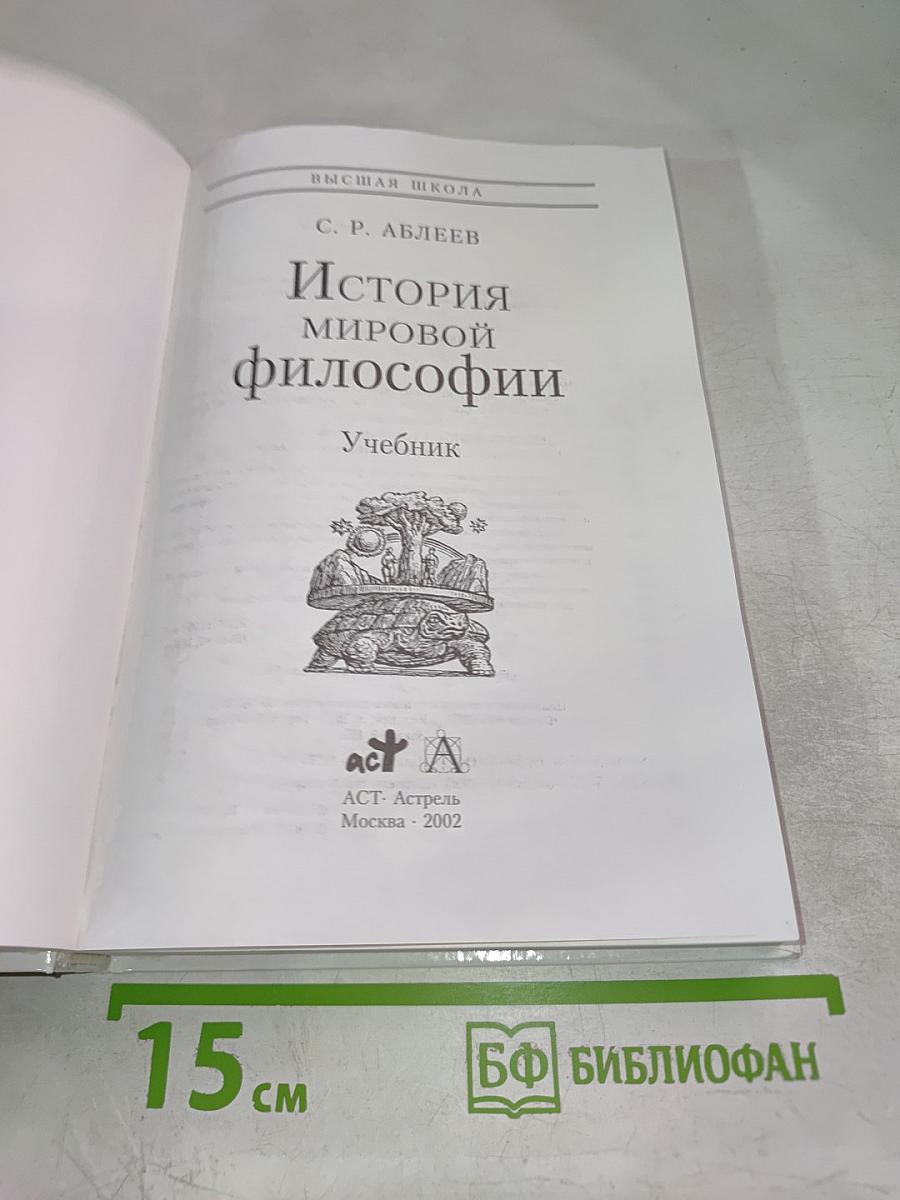 ВЫСШАЯ ШКОЛА
С. Р. АБЛЕЕВ
История
мировой
философии
Учебник
аст А
АСТ· Астрель
Москва · 2002
15 см
БФ БИБЛИОФАН